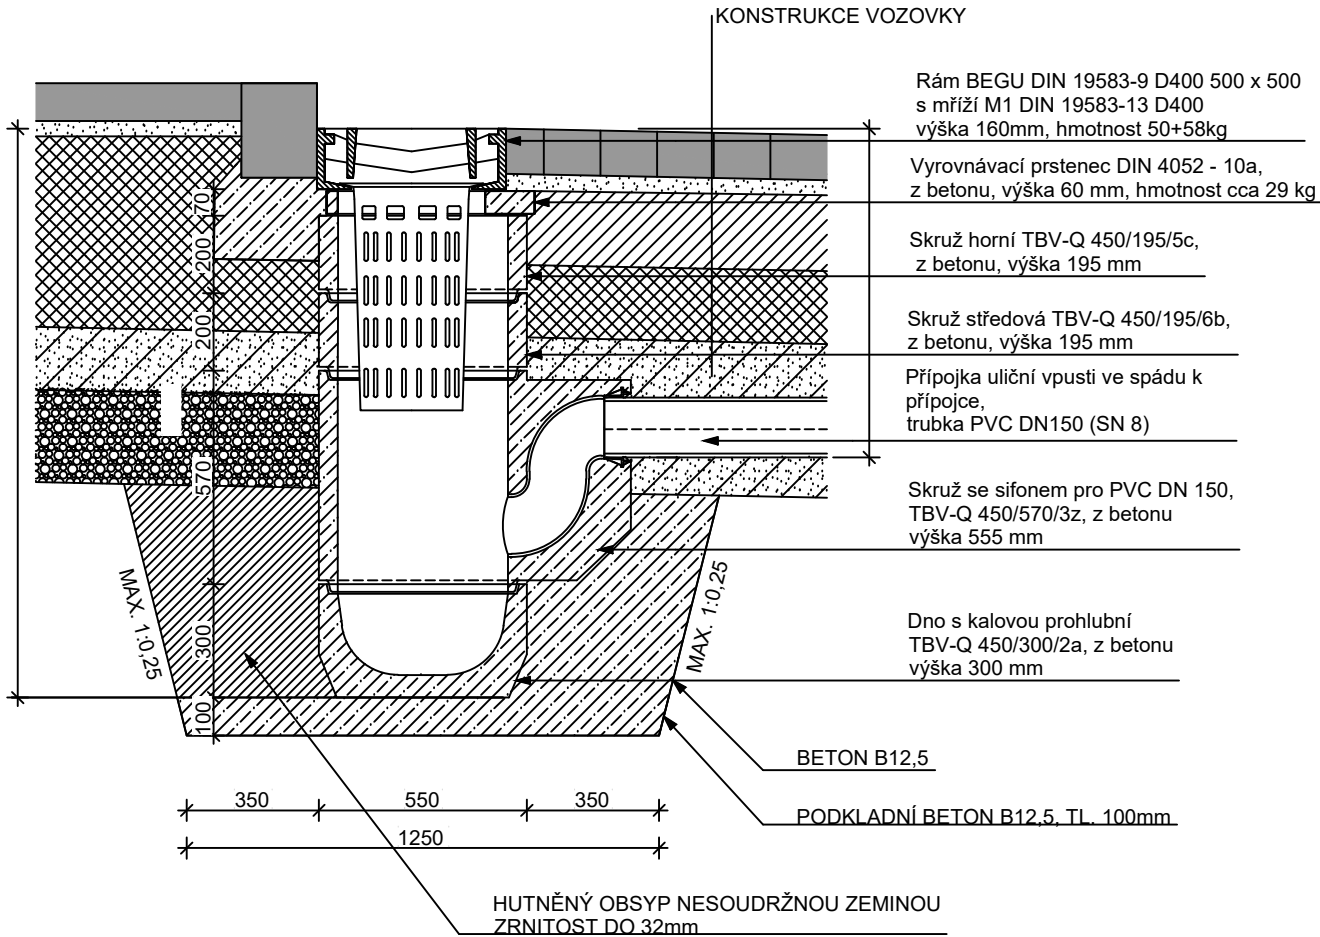 KONSTRUKCE VOZOVKY
Rám BEGU DIN 19583-9 D400 500 x 500
s mříží M1 DIN 19583-13 D400
výška 160mm, hmotnost 50+58kg
Vyrovnávací prstenec DIN 4052 - 10a,
z betonu, výška 60 mm, hmotnost cca 29 kg
Skruž horní TBV-Q 450/195/5c,
z betonu, výška 195 mm
Skruž středová TBV-Q 450/195/6b,
z betonu, výška 195 mm
Přípojka uliční vpusti ve spádu k
přípojce,
trubka PVC DN150 (SN 8)
Skruž se sifonem pro PVC DN 150,
TBV-Q 450/570/3z, z betonu
výška 555 mm
Dno s kalovou prohlubní
TBV-Q 450/300/2a, z betonu
výška 300 mm
BETON B12,5
PODKLADNÍ BETON B12,5, TL. 100mm
HUTNĚNÝ OBSYP NESOUDRŽNOU ZEMINOU
ZRNITOST DO 32mm
70
200
200
570
300
100
MAX. 1:0,25
MAX. 1:0,25
350
550
350
1250